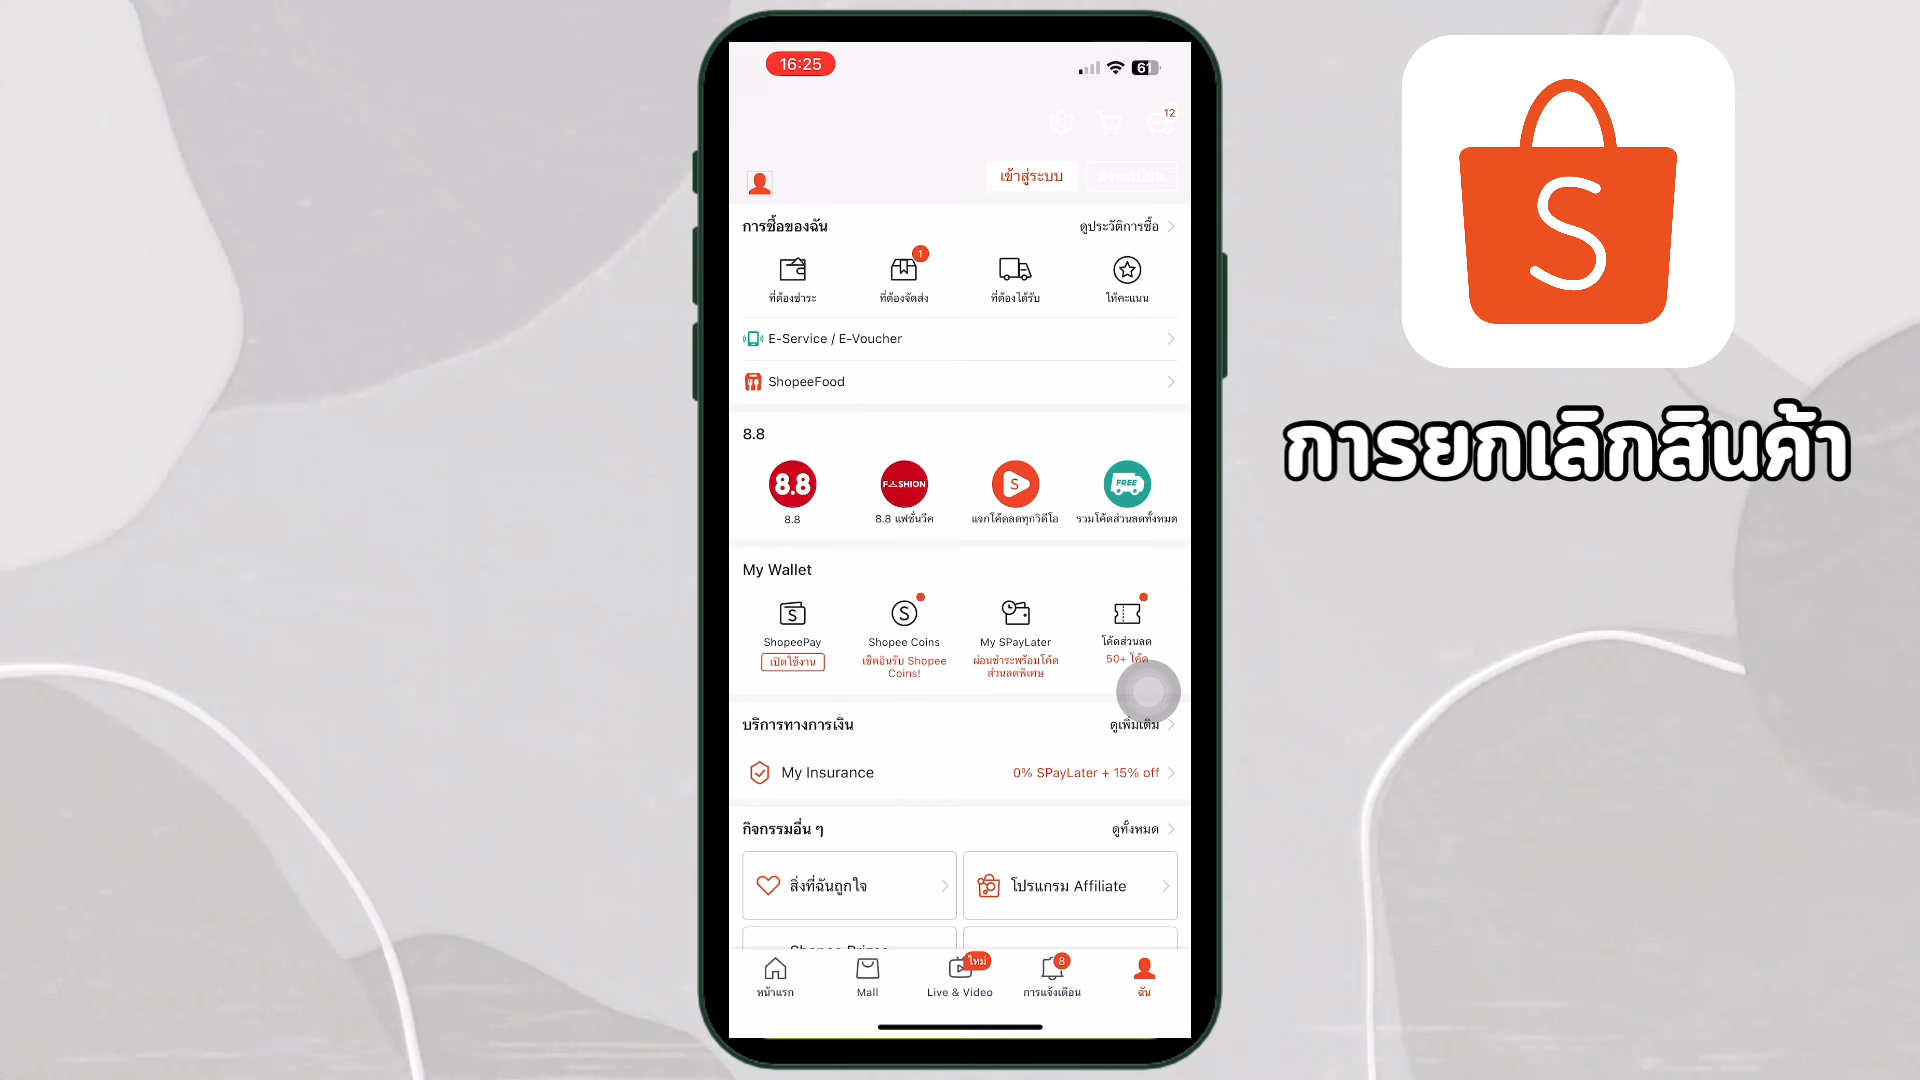 16:25
61
12
เข้าสู่ระบบ
ลงทะเบียน
การซื้อของฉัน
ดูประวัติการซื้อ
1
ที่ต้องชำระ
ที่ต้องจัดส่ง
ที่ต้องได้รับ
ให้คะแนน
E-Service / E-Voucher
ShopeeFood
8.8
8.8
FASHION
S
FREE
8.8
8.8 แฟชั่นวีค
แจกโค้ดลดทุกวิดีโอ
รวมโค้ดส่วนลดทั้งหมด
My Wallet
ShopeePay
Shopee Coins
My SPayLater
โค้ดส่วนลด
เปิดใช้งาน
เช็คอินรับ Shopee
Coins!
ผ่อนชำระพร้อมโค้ด
ส่วนลดพิเศษ
50+ โค้ด
บริการทางการเงิน
ดูเพิ่มเติม
My Insurance
0% SPayLater + 15% off
กิจกรรมอื่น ๆ
ดูทั้งหมด
สิ่งที่ฉันถูกใจ
โปรแกรม Affiliate
Shopee Prizes
ใหม่
8
หน้าแรก
Mall
Live & Video
การแจ้งเตือน
ฉัน
S
การยกเลิกสินค้า